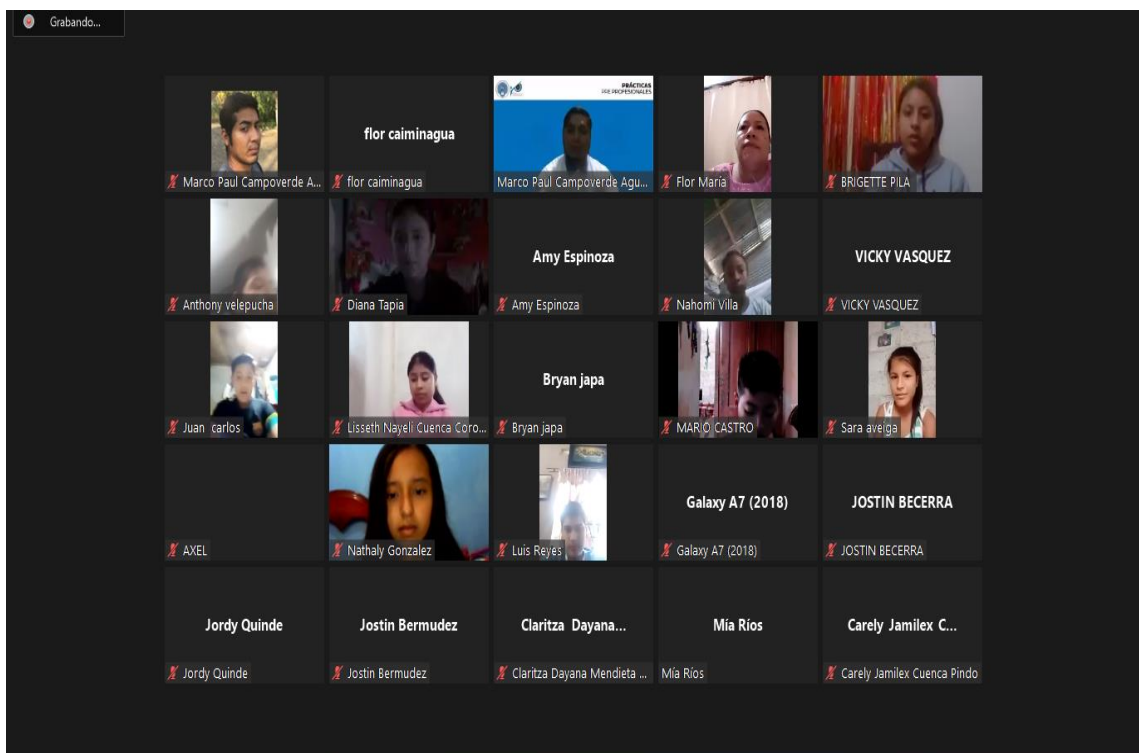 Grabando...
PRÁCTICAS
PRE PROFESIONALES
Marco Paul Campoverde A...
flor caiminagua
flor caiminagua
Marco Paul Campoverde Agu...
Flor María
BRIGETTE PILA
Amy Espinoza
VICKY VASQUEZ
Anthony velepucha
Diana Tapia
Amy Espinoza
Nahomi Villa
VICKY VASQUEZ
Bryan japa
Juan carlos
Lisseth Nayeli Cuenca Coro...
Bryan japa
MARIO CASTRO
Sara aveiga
Galaxy A7 (2018)
JOSTIN BECERRA
AXEL
Nathaly Gonzalez
Luis Reyes
Galaxy A7 (2018)
JOSTIN BECERRA
Jordy Quinde
Jostin Bermudez
Claritza Dayana...
Mía Ríos
Carely Jamilex C...
Jordy Quinde
Jostin Bermudez
Claritza Dayana Mendieta ...
Mía Ríos
Carely Jamilex Cuenca Pindo